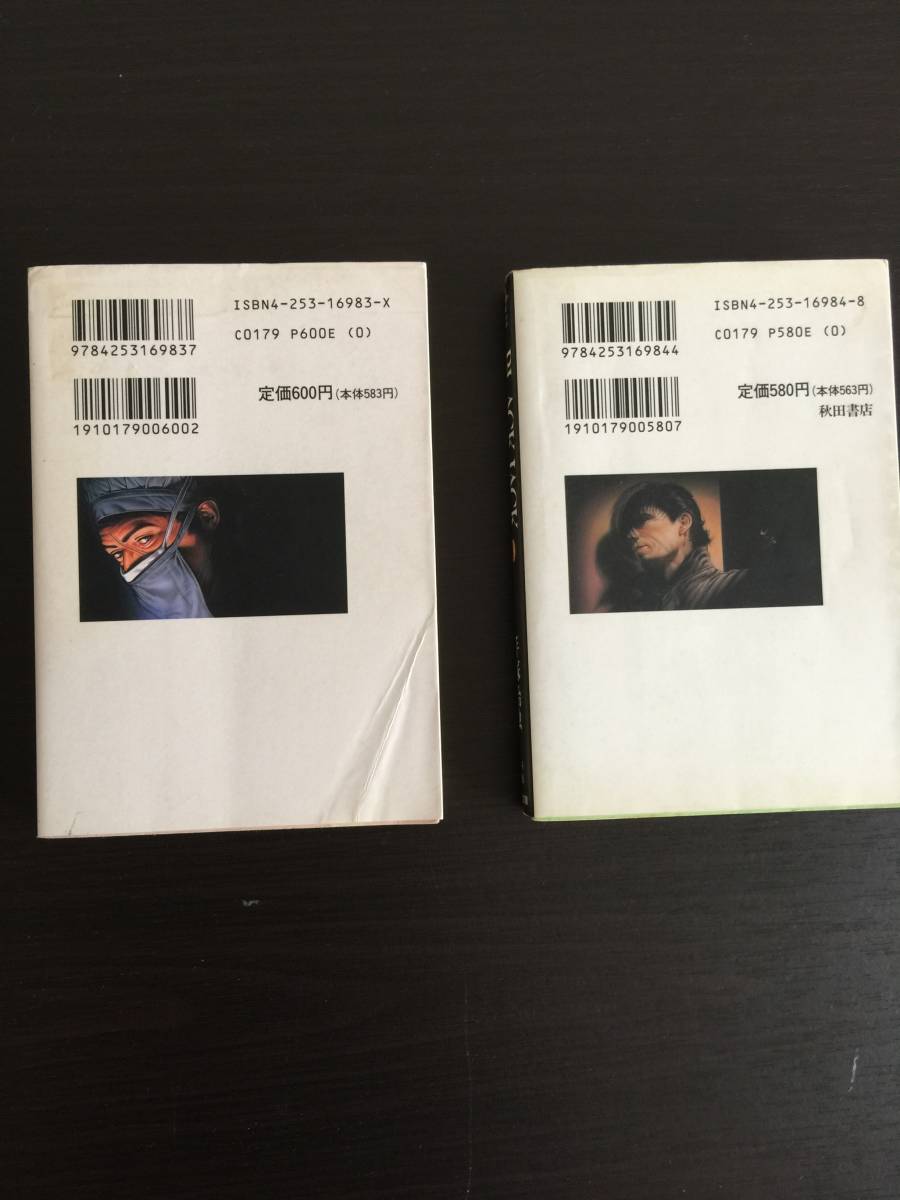 ISBN4-253-16983-X
9784253169837
C0179 P600E (0)
定価600円(本体583円)
1910179006002
ISBN4-253-16984-8
9784253169844
C0179 P580E (0)
定価580円(本体563円)
秋田書店
1910179005807
BLACK JACK